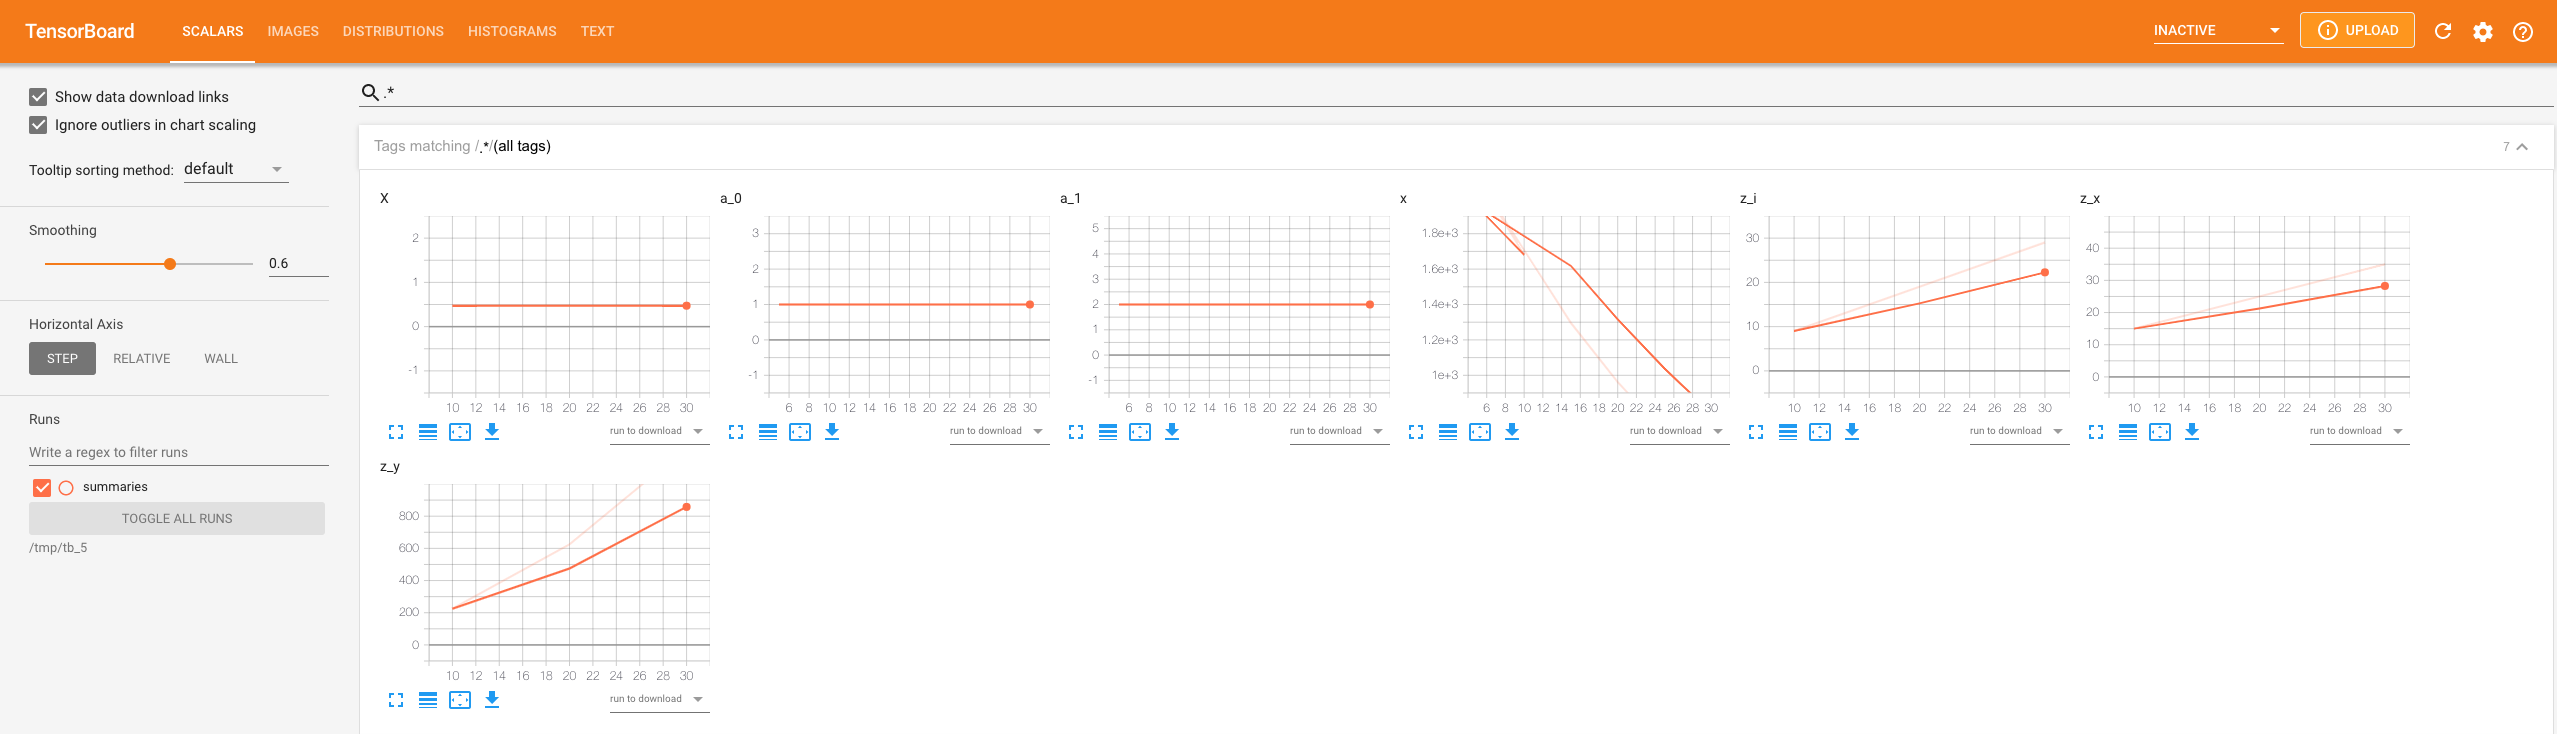 TensorBoard SCALARS IMAGES DISTRIBUTIONS HISTOGRAMS TEXT INACTIVE UPLOAD
Show data download links
Ignore outliers in chart scaling
Tooltip sorting method: default
Smoothing
0.6
Horizontal Axis
STEP RELATIVE WALL
Runs
Write a regex to filter runs
summaries
TOGGLE ALL RUNS
/tmp/tb_5
.*
Tags matching /.*/(all tags) 7
X
2
1
0
-1
10 12 14 16 18 20 22 24 26 28 30
run to download
a_0
3
2
1
0
-1
6 8 10 12 14 16 18 20 22 24 26 28 30
run to download
a_1
5
4
3
2
1
0
-1
6 8 10 12 14 16 18 20 22 24 26 28 30
run to download
x
1.8e+3
1.6e+3
1.4e+3
1.2e+3
1e+3
6 8 10 12 14 16 18 20 22 24 26 28 30
run to download
z_i
30
20
10
0
10 12 14 16 18 20 22 24 26 28 30
run to download
z_x
40
30
20
10
0
10 12 14 16 18 20 22 24 26 28 30
run to download
z_y
800
600
400
200
0
10 12 14 16 18 20 22 24 26 28 30
run to download